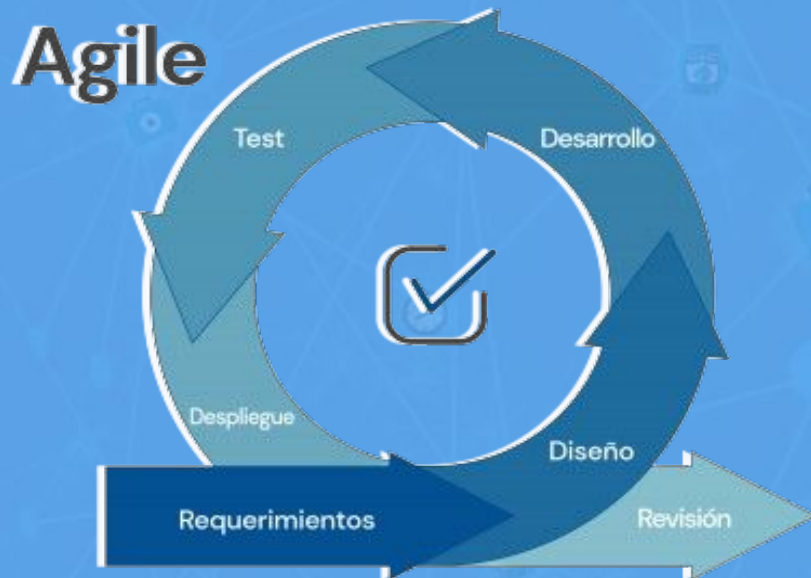 Agile
Test
Desarrollo
Despliegue
Diseño
Requerimientos
Revisión